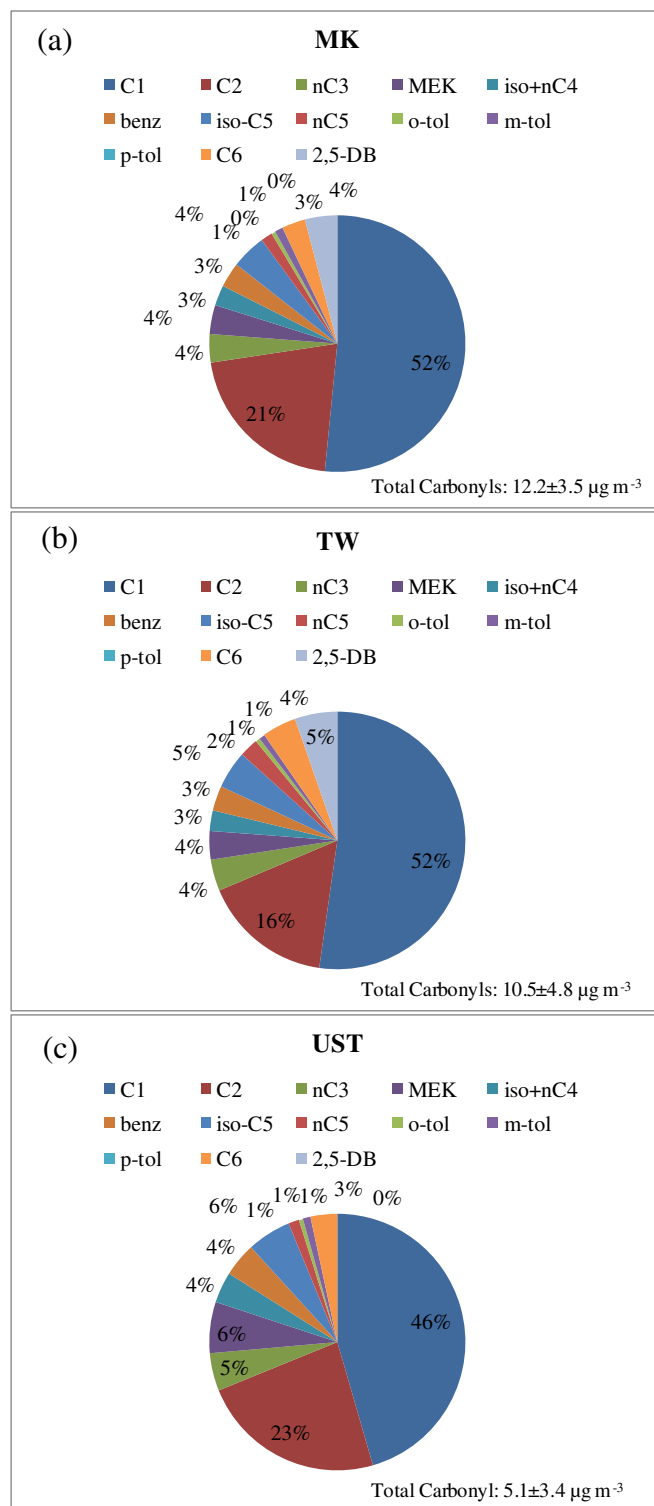 (a)
MK
C1 C2 nC3 MEK iso+nC4
benz iso-C5 nC5 o-tol m-tol
p-tol C6 2,5-DB
0% 4%
1% 3%
4% 0%
1%
3%
3%
4%
4% 52%
21%
Total Carbonyls: 12.2±3.5 µg m-3
(b)
TW
C1 C2 nC3 MEK iso+nC4
benz iso-C5 nC5 o-tol m-tol
p-tol C6 2,5-DB
1% 4%
1%
5% 2% 5%
3%
3%
4%
52%
4%
16%
Total Carbonyls: 10.5±4.8 µg m-3
(c)
UST
C1 C2 nC3 MEK iso+nC4
benz iso-C5 nC5 o-tol m-tol
p-tol C6 2,5-DB
6% 1% 1% 1% 3% 0%
4%
4%
6% 46%
5%
23%
Total Carbonyl: 5.1±3.4 µg m-3